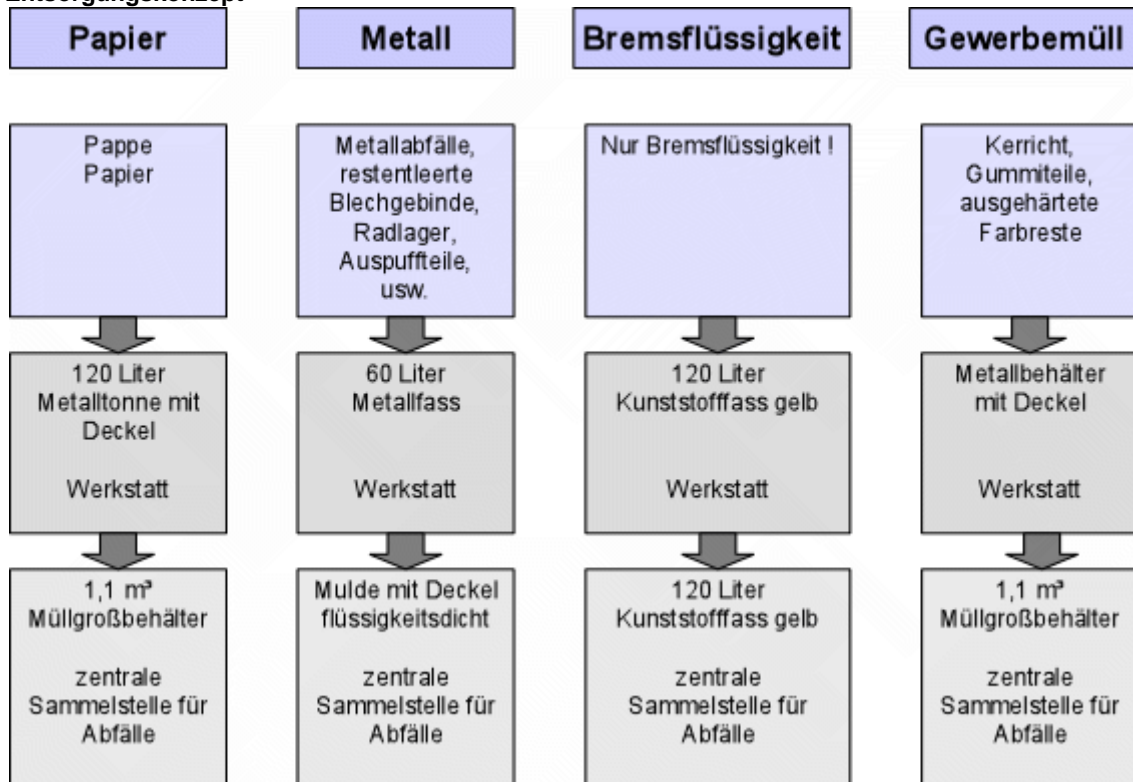 Entsorgungskonzept
Papier
Metall
Bremsflüssigkeit
Gewerbemüll
Pappe
Papier
Metallabfälle,
restentleerte
Blechgebinde,
Radlager,
Auspuffteile,
usw.
Nur Bremsflüssigkeit !
Kerricht,
Gummiteile,
ausgehärtete
Farbreste
120 Liter
Metalltonne mit
Deckel
Werkstatt
60 Liter
Metallfass
Werkstatt
120 Liter
Kunststofffass gelb
Werkstatt
Metallbehälter
mit Deckel
Werkstatt
1,1 m³
Müllgroßbehälter
zentrale
Sammelstelle für
Abfälle
Mulde mit Deckel
flüssigkeitsdicht
zentrale
Sammelstelle für
Abfälle
120 Liter
Kunststofffass gelb
zentrale
Sammelstelle für
Abfälle
1,1 m³
Müllgroßbehälter
zentrale
Sammelstelle für
Abfälle